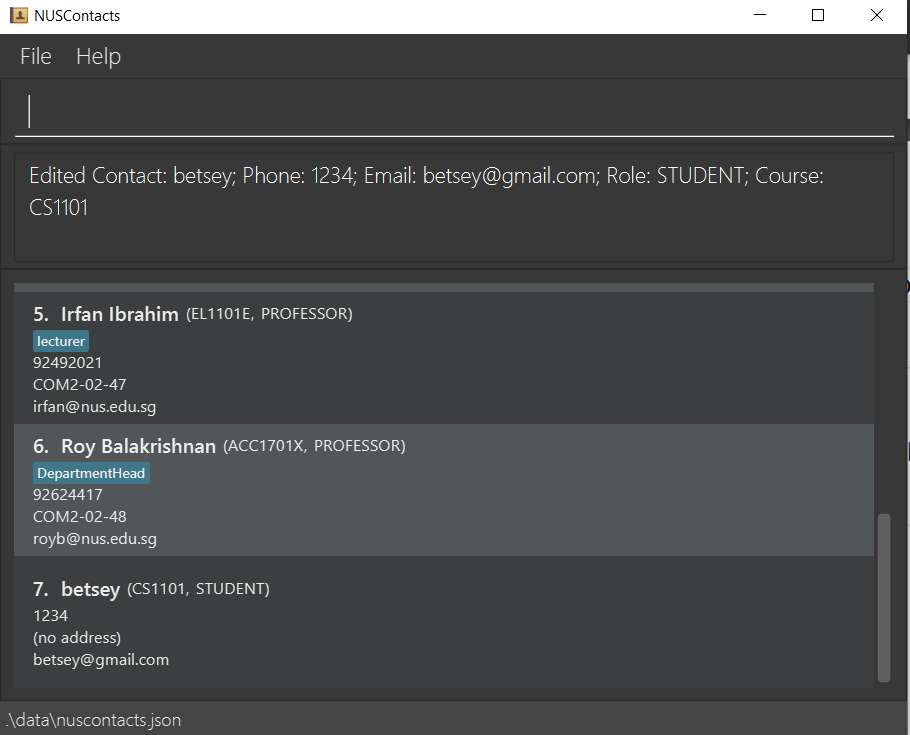 NUSContacts
File Help
Edited Contact: betsey; Phone: 1234; Email: betsey@gmail.com; Role: STUDENT; Course:
CS1101
5. Irfan Ibrahim (EL1101E, PROFESSOR)
lecturer
92492021
COM2-02-47
irfan@nus.edu.sg
6. Roy Balakrishnan (ACC1701X, PROFESSOR)
DepartmentHead
92624417
COM2-02-48
royb@nus.edu.sg
7. betsey (CS1101, STUDENT)
1234
(no address)
betsey@gmail.com
.\data\nuscontacts.json